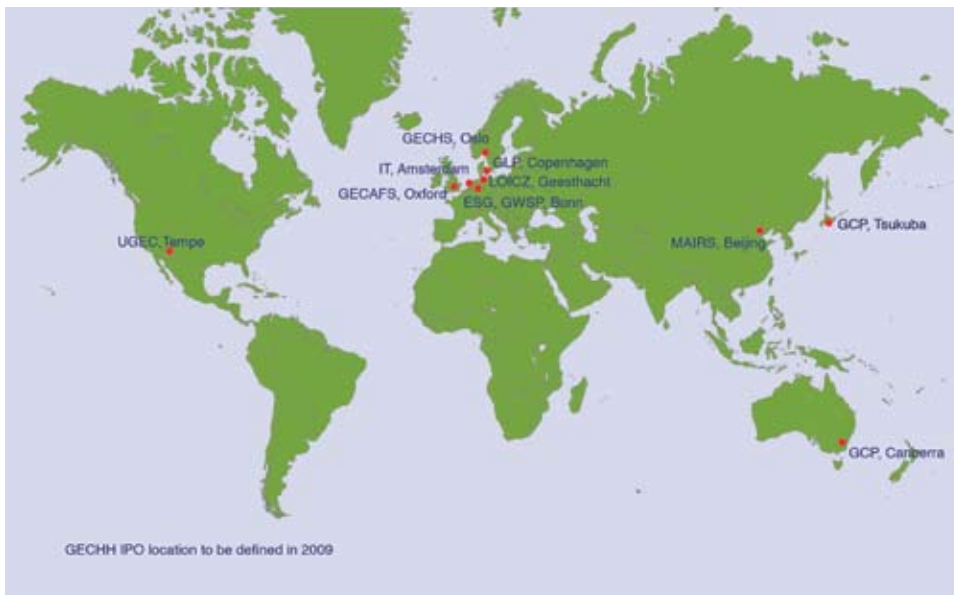 GECHS, Oslo
GLP, Copenhagen
IT, Amsterdam
LOICZ, Geesthacht
GECAFS, Oxford
ESG, GWSP, Bonn
GCP, Tsukuba
UGEC, Tempe
MAIRS, Beijing
GCP, Canberra
GECHH IPO location to be defined in 2009